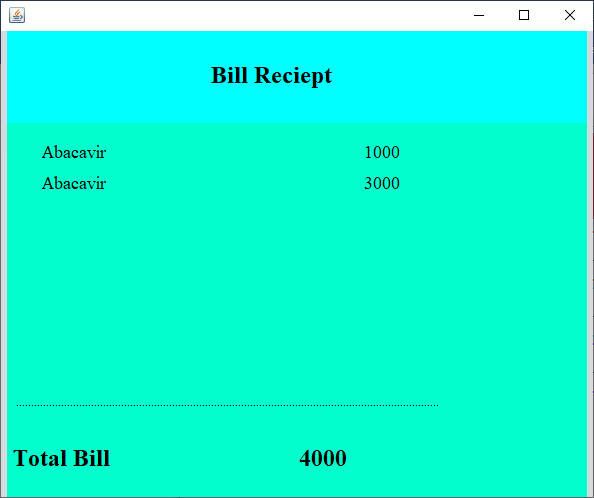 Bill Reciept
Abacavir 1000
Abacavir 3000
Total Bill 4000